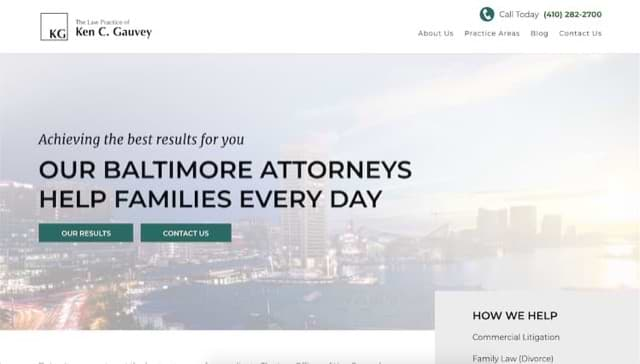 The Law Practice of
KG
Ken C. Gauvey
Call Today (410) 282-2700
About Us Practice Areas Blog Contact Us
Achieving the best results for you
OUR BALTIMORE ATTORNEYS
HELP FAMILIES EVERY DAY
OUR RESULTS CONTACT US
HOW WE HELP
Commercial Litigation
Family Law (Divorce)